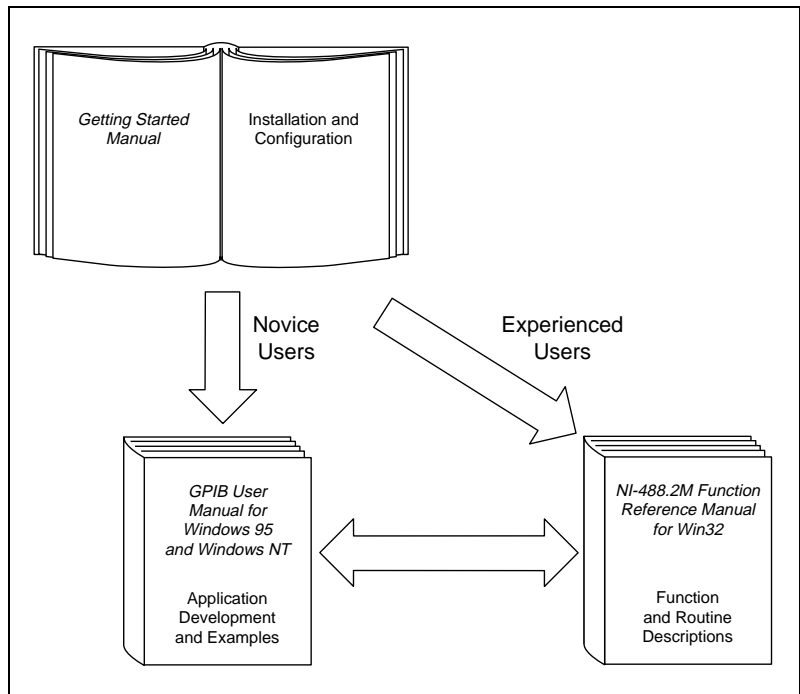 Getting Started
Manual
Installation and
Configuration
Novice
Users
Experienced
Users
GPIB User
Manual for
Windows 95
and Windows NT
Application
Development
and Examples
NI-488.2M Function
Reference Manual
for Win32
Function
and Routine
Descriptions